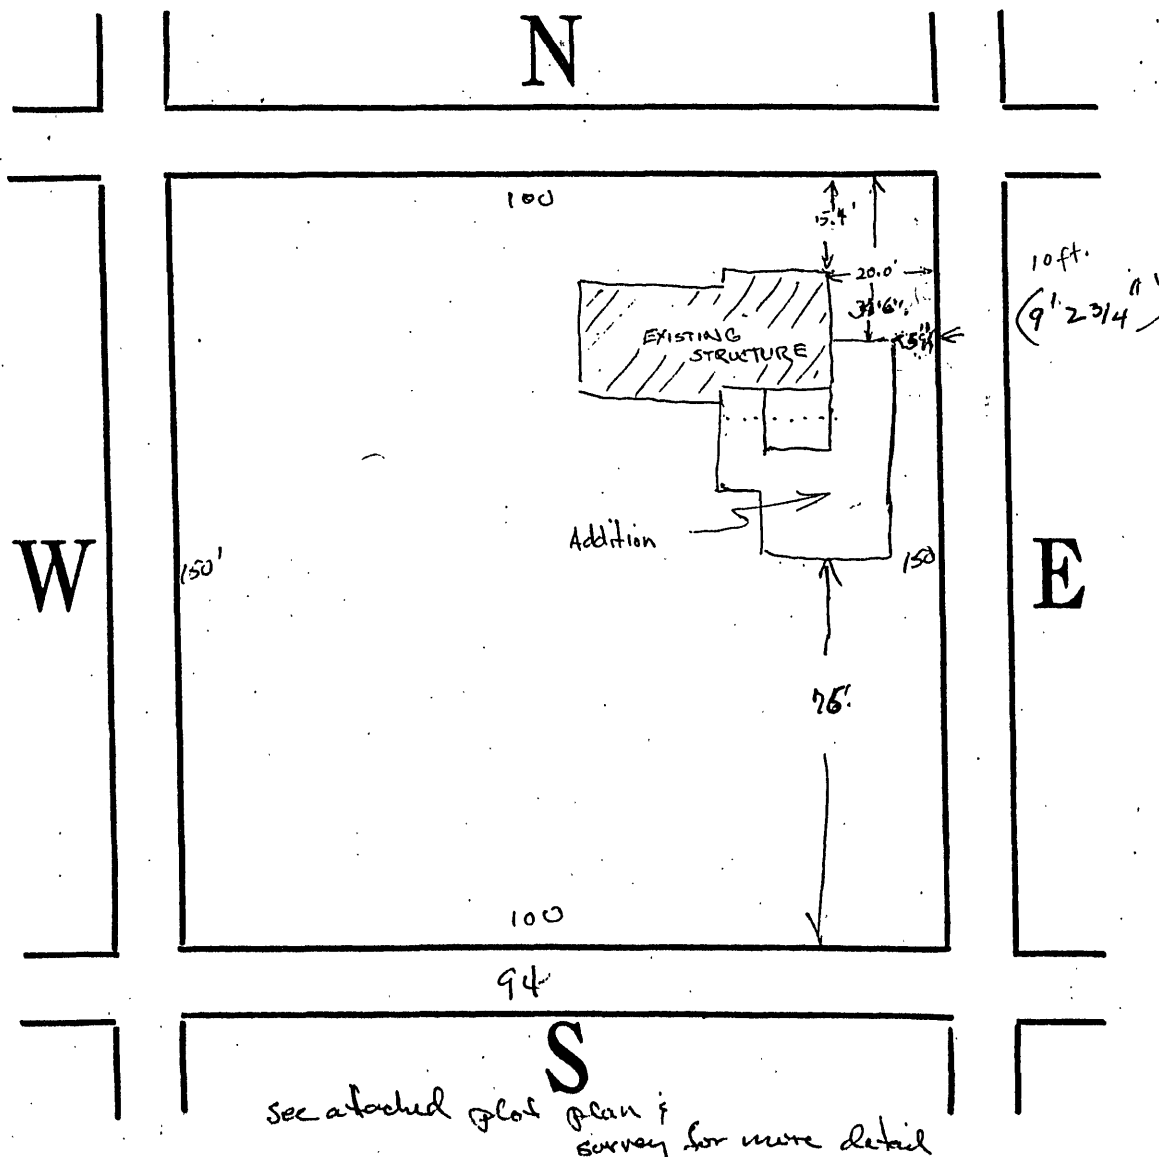 N
100
15.4'
20.0'
10 ft.
(9' 2 3/4")
EXISTING
STRUCTURE
Addition
W
150'
150
E
75'
100
94
S
see attached plot plan &
survey for more detail